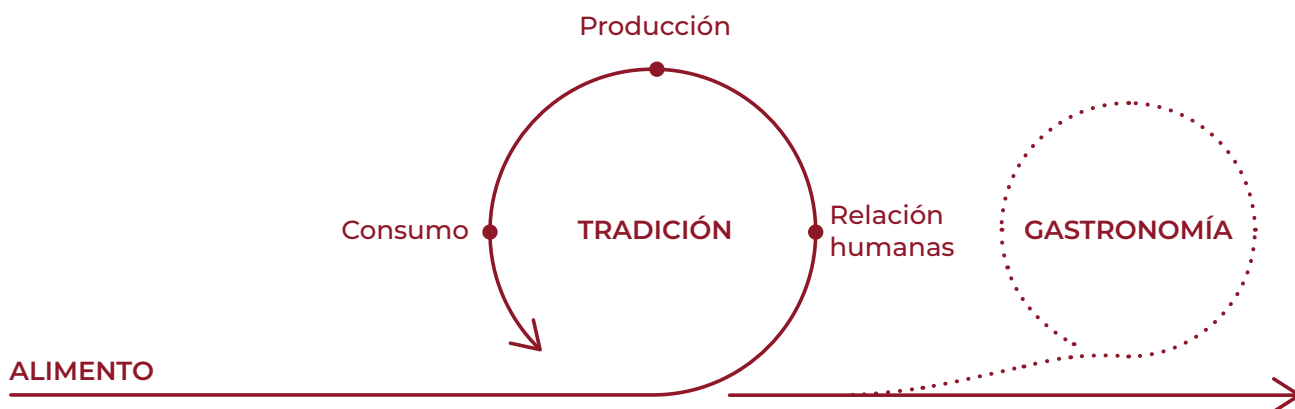 Producción
Consumo
TRADICIÓN
Relación
humanas
GASTRONOMÍA
ALIMENTO